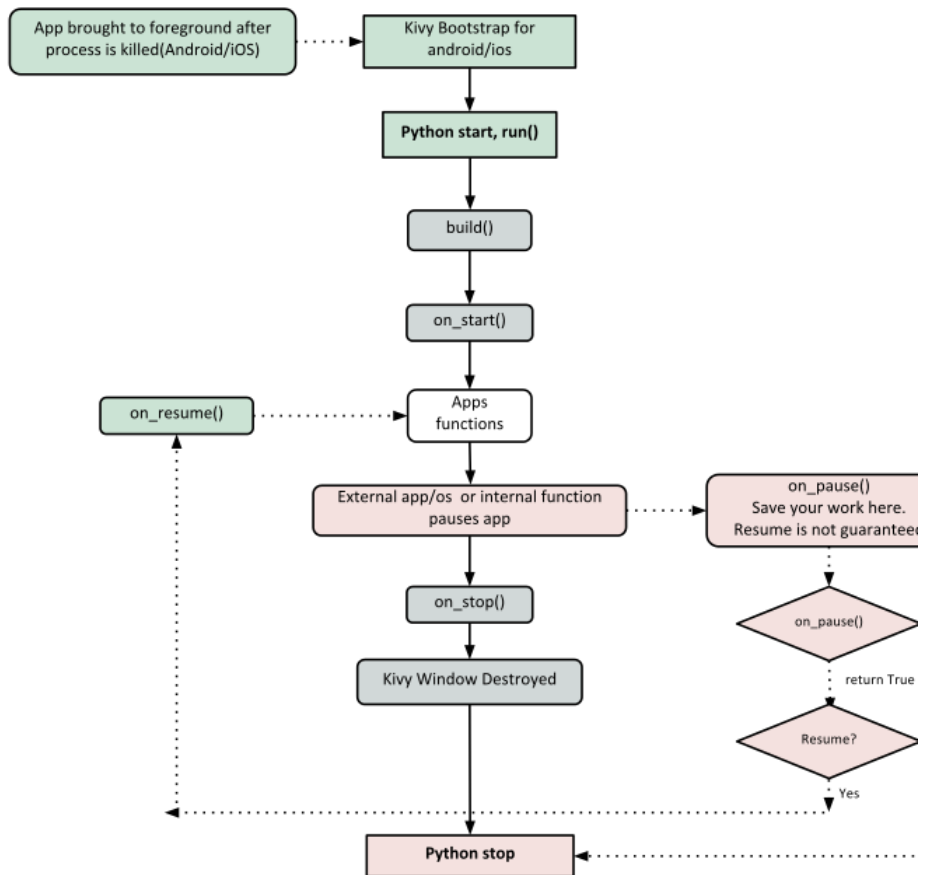 App brought to foreground after
process is killed(Android/iOS)
Kivy Bootstrap for
android/ios
Python start, run()
build()
on_start()
on_resume()
Apps
functions
External app/os or internal function
pauses app
on_pause()
Save your work here.
Resume is not guaranteed
on_stop()
on_pause()
Kivy Window Destroyed
return True
Resume?
Yes
Python stop